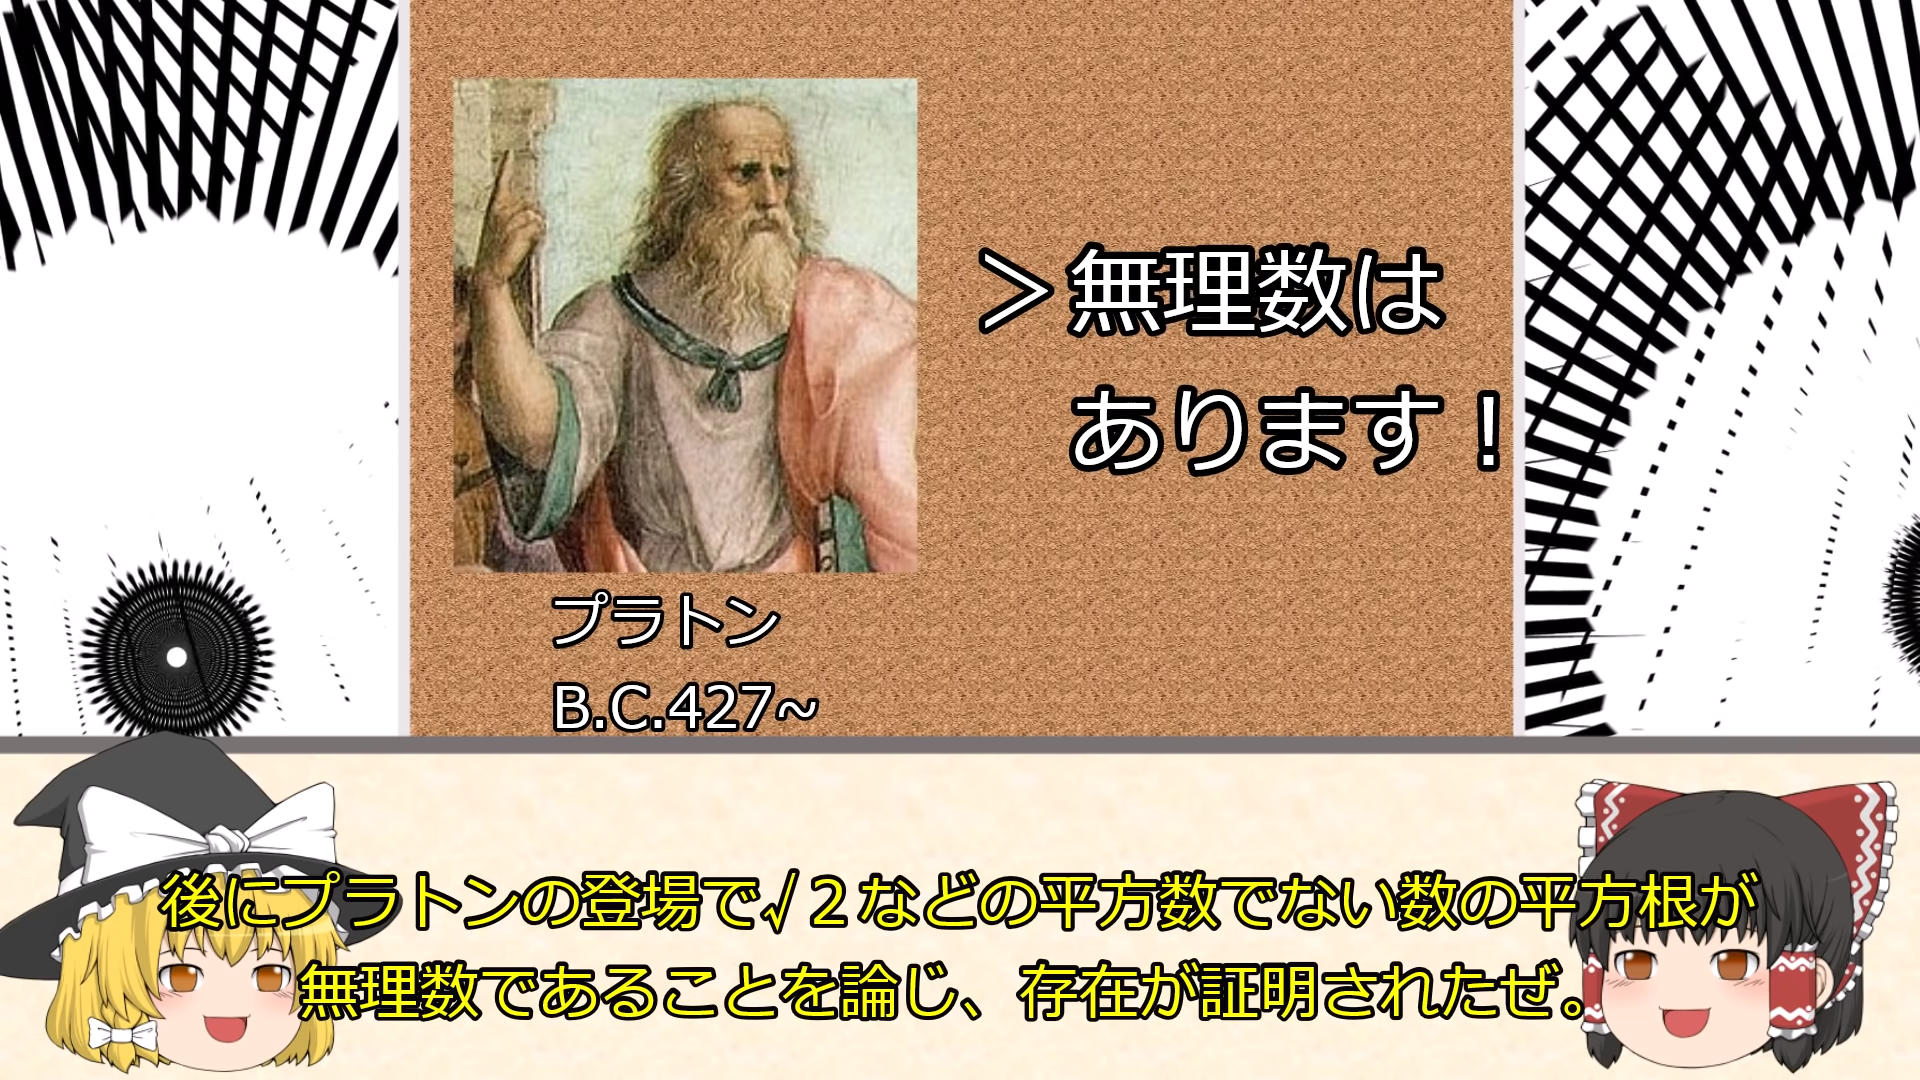 ＞無理数は
あります！
プラトン
B.C.427~
後にプラトンの登場で√２などの平方数でない数の平方根が
無理数であることを論じ、存在が証明されたぜ。